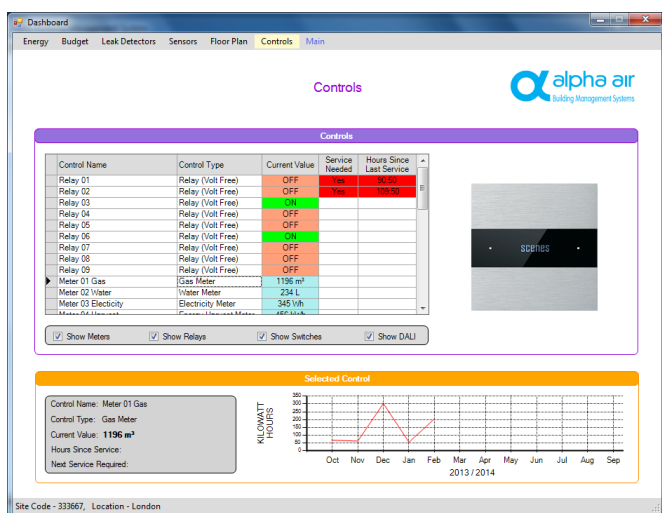 Dashboard
Energy Budget Leak Detectors Sensors Floor Plan Controls Main
Controls
alpha air
Building Management Systems
Controls
Control Name Control Type Current Value Service Needed Hours Since Last Service
Relay 01 Relay (Volt Free) OFF Yes 90.50
Relay 02 Relay (Volt Free) OFF Yes 109.50
Relay 03 Relay (Volt Free) ON
Relay 04 Relay (Volt Free) OFF
Relay 05 Relay (Volt Free) OFF
Relay 06 Relay (Volt Free) ON
Relay 07 Relay (Volt Free) OFF
Relay 08 Relay (Volt Free) OFF
Relay 09 Relay (Volt Free) OFF
Meter 01 Gas Gas Meter 1196 m³
Meter 02 Water Water Meter 234 L
Meter 03 Electicity Electricity Meter 345 Wh
Meter 04 Harvest Energy Harvest Meter
scenes
Show Meters Show Relays Show Switches Show DALI
Selected Control
Control Name: Meter 01 Gas
Control Type: Gas Meter
Current Value: 1196 m³
Hours Since Service:
Next Service Required:
KILOWATT
HOURS
350
300
250
200
150
100
50
0
Oct Nov Dec Jan Feb Mar Apr May Jun Jul Aug Sep
2013 / 2014
Site Code - 333667, Location - London